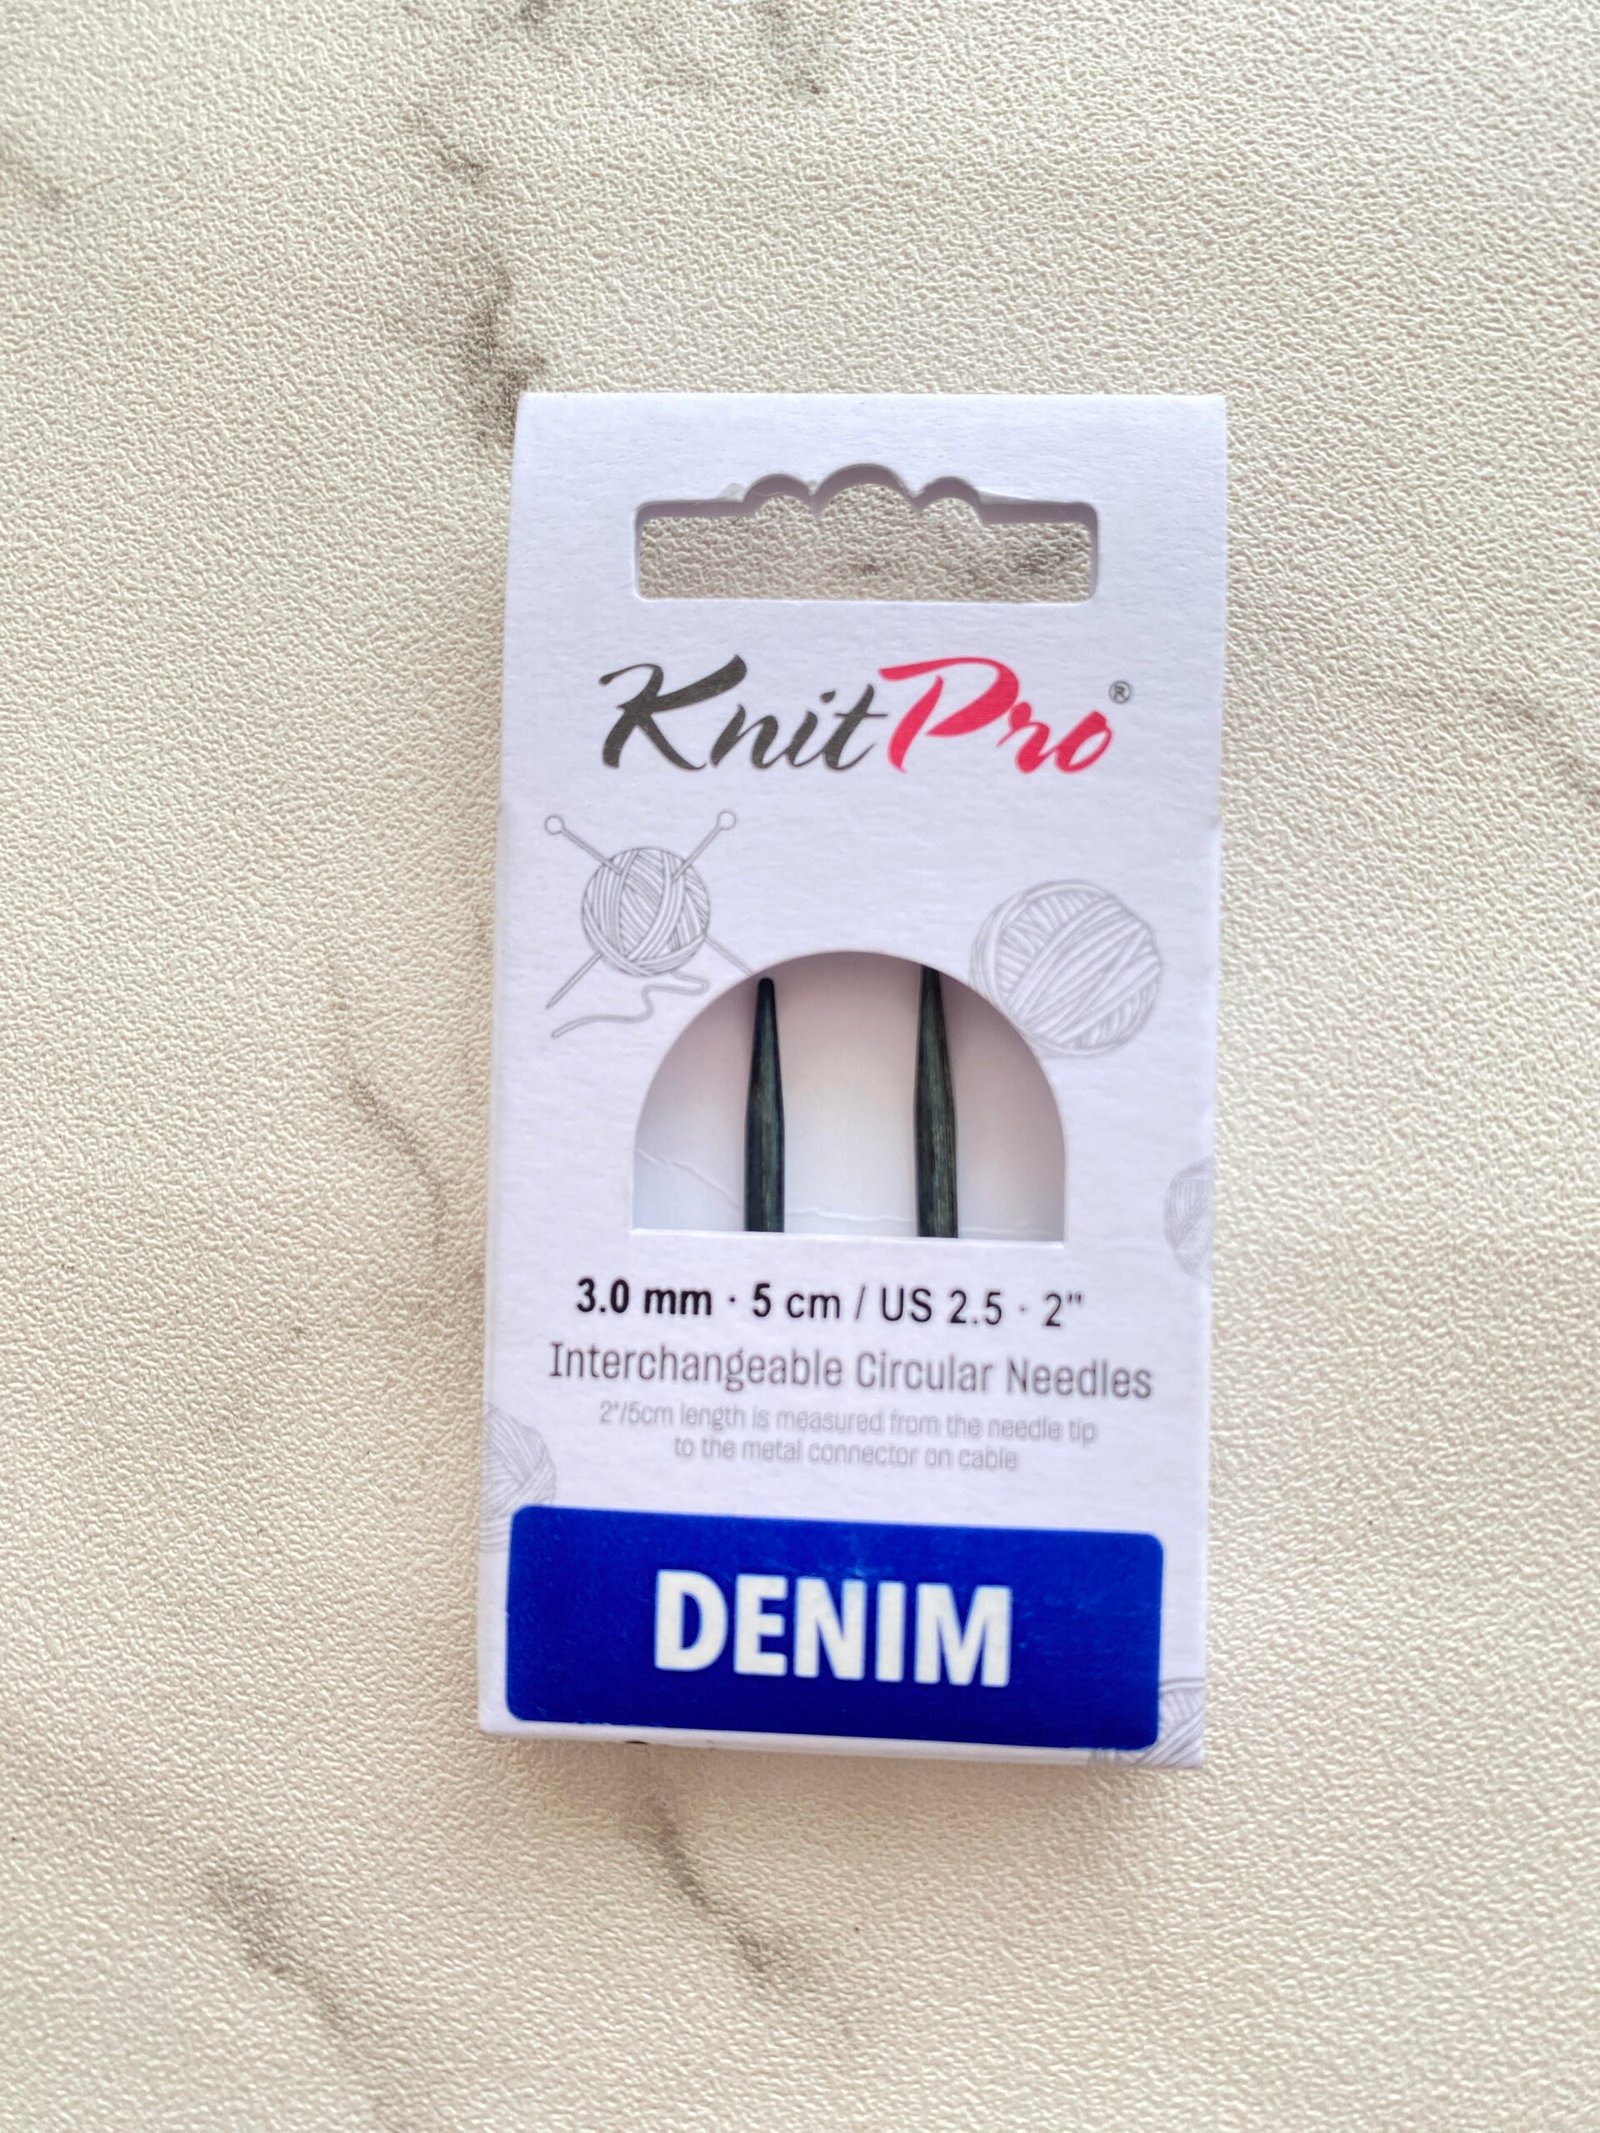 KnitPro®
3.0 mm · 5 cm / US 2.5 · 2"
Interchangeable Circular Needles
2"/5cm length is measured from the needle tip
to the metal connector on cable
DENIM